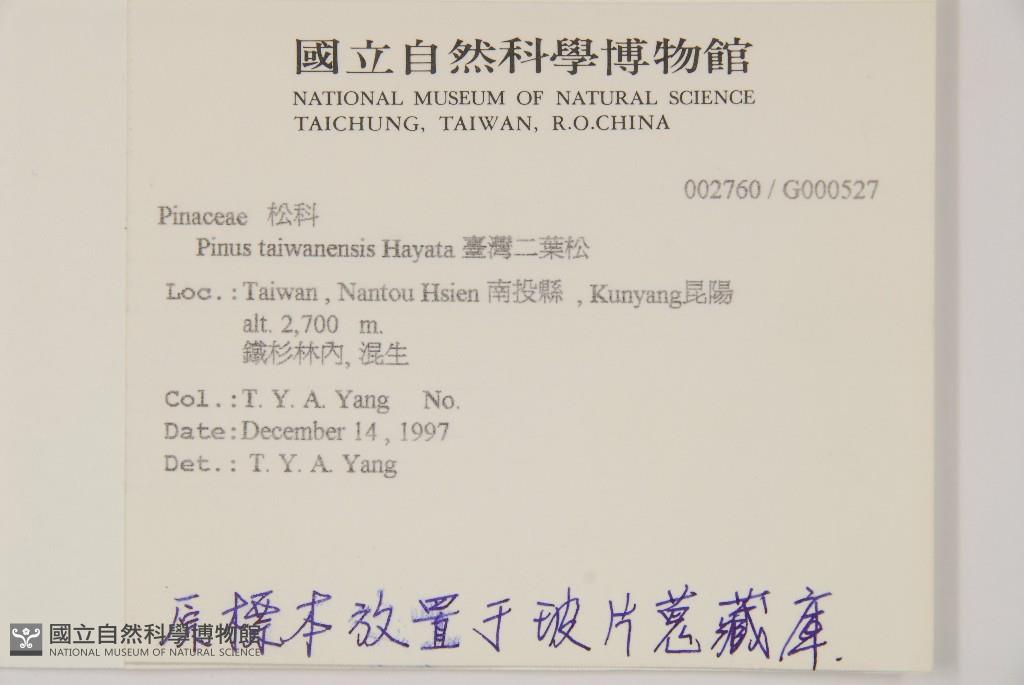 國立自然科學博物館
NATIONAL MUSEUM OF NATURAL SCIENCE
TAICHUNG, TAIWAN, R.O.CHINA
002760 / G000527
Pinaceae 松科
Pinus taiwanensis Hayata 臺灣二葉松
Loc.:Taiwan , Nantou Hsien 南投縣 , Kunyang昆陽
alt. 2,700 m.
鐵杉林內, 混生
Col.:T. Y. A. Yang No.
Date:December 14 , 1997
Det.: T. Y. A. Yang
原標本放置于玻片蒐藏庫.
國立自然科學博物館
NATIONAL MUSEUM OF NATURAL SCIENCE